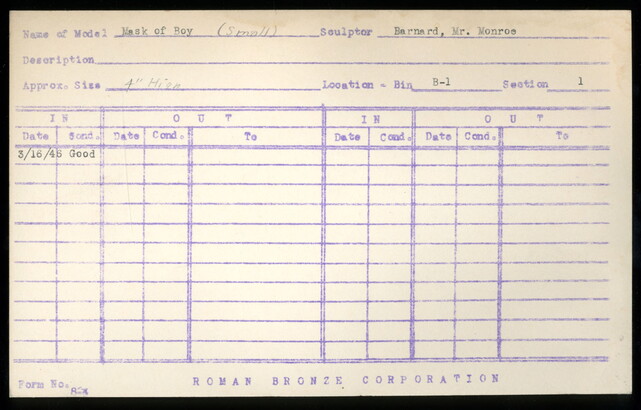 Name of Model Mask of Boy (Small) Sculptor Barnard, Mr. Monroe
Description
Approx. Size 4" High Location - Bin B-1 Section 1
IN OUT IN OUT
Date Cond. Date Cond. To Date Cond. Date Cond. To
3/16/45 Good
Form No. ROMAN BRONZE CORPORATION